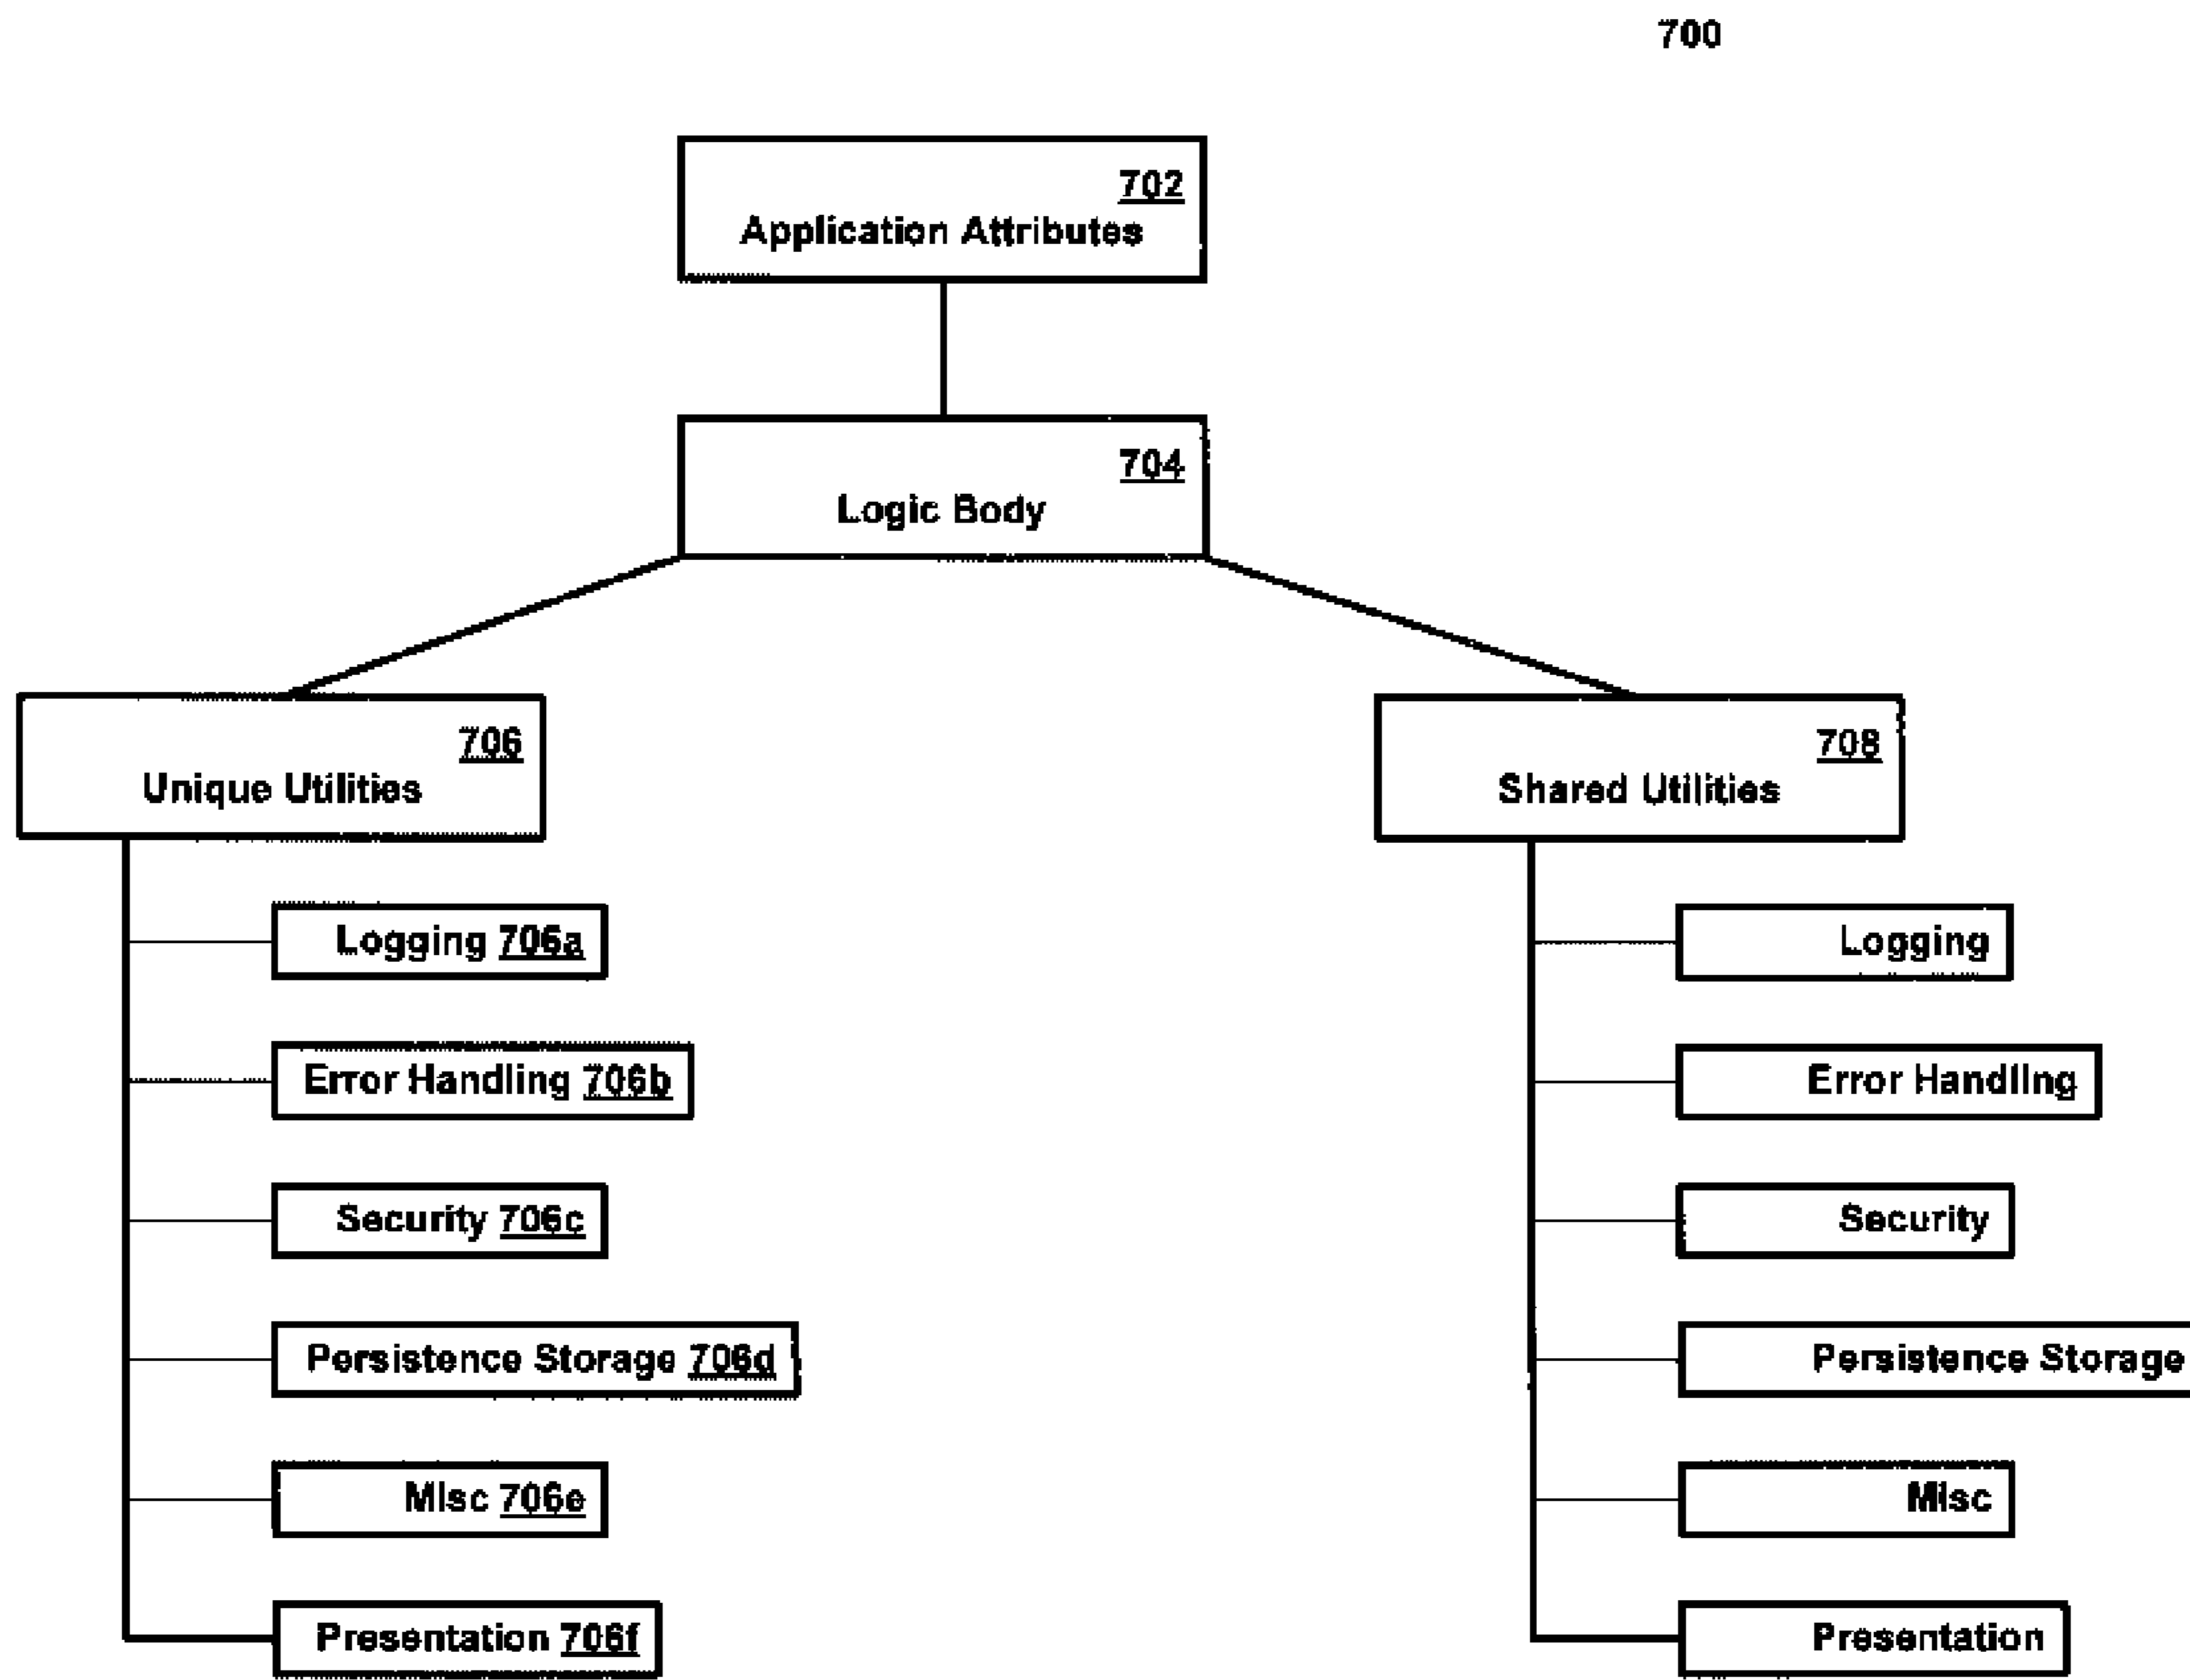 700
702
Application Attributes
704
Logic Body
706
Unique Utilities
708
Shared Utilities
Logging 706a
Error Handling 706b
Security 706c
Persistence Storage 706d
Misc 706e
Presentation 706f
Logging
Error Handling
Security
Persistence Storage
Misc
Presentation